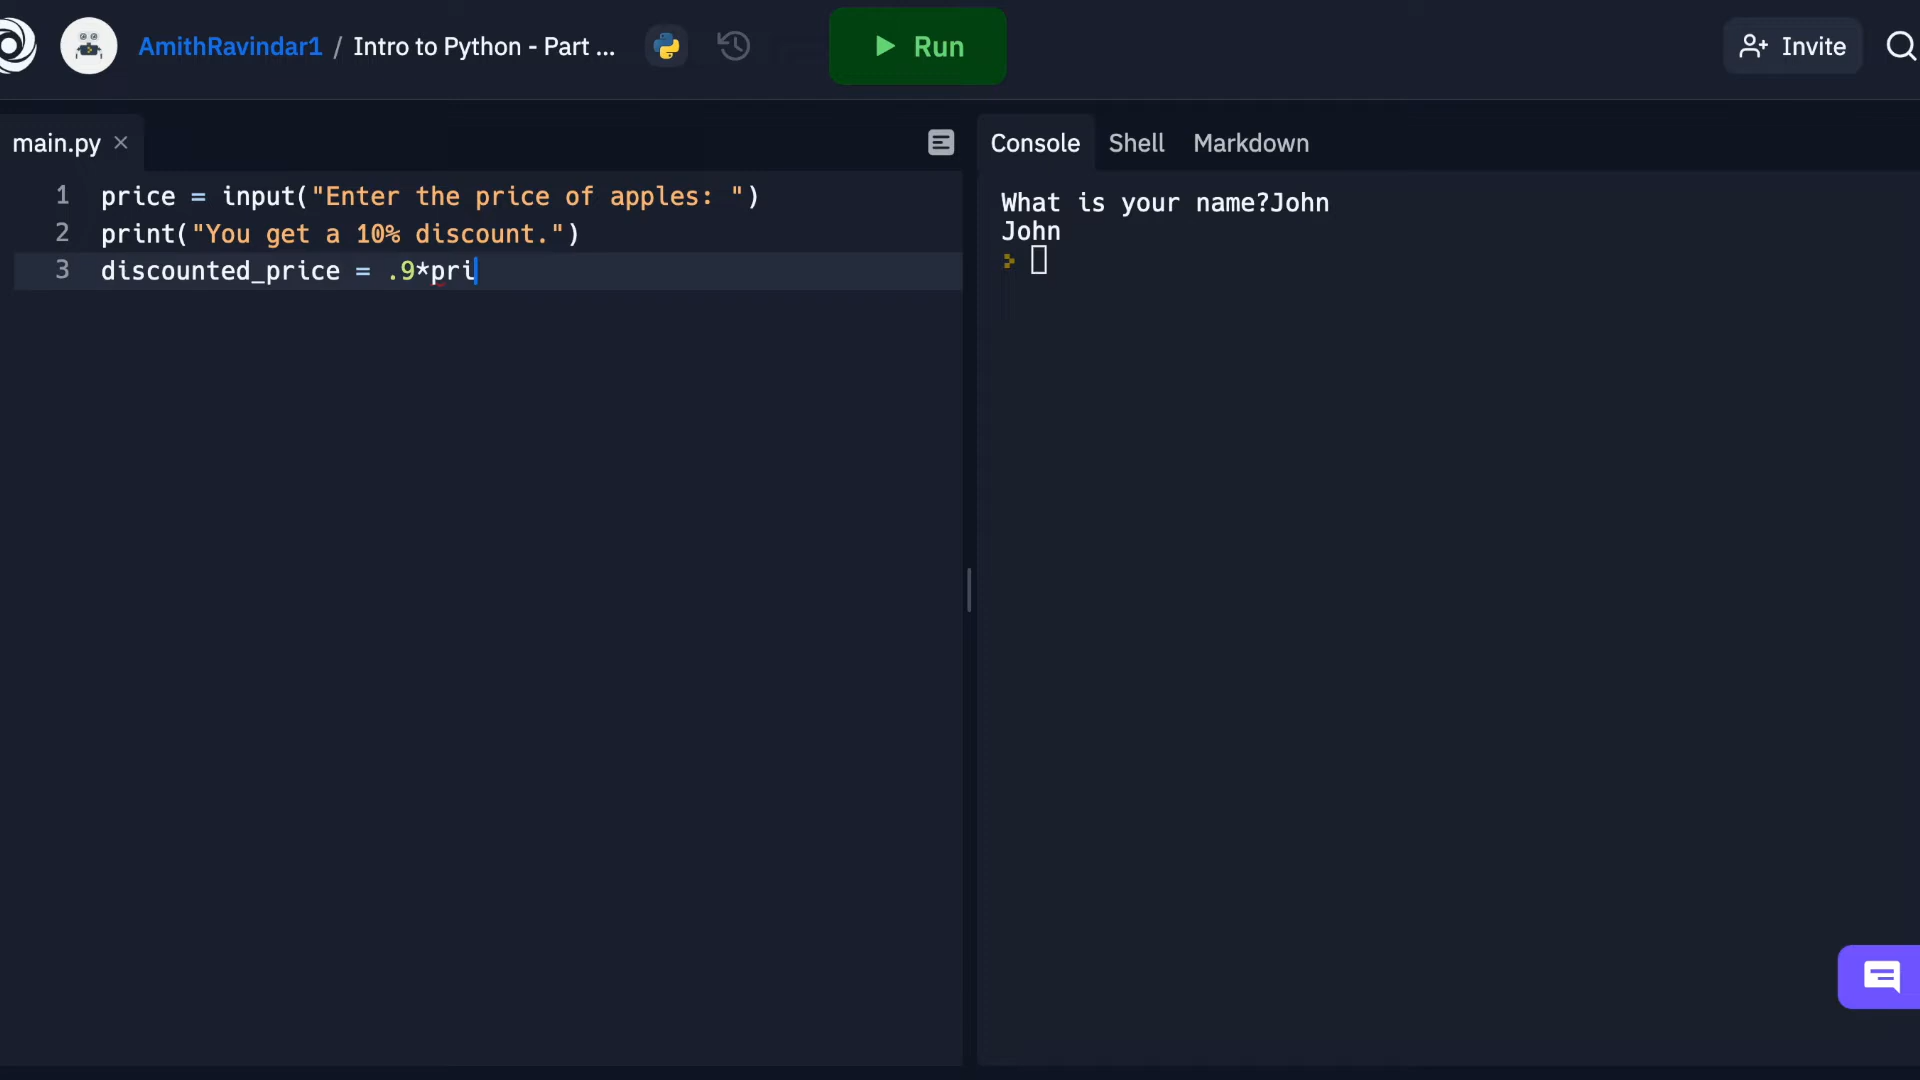 AmithRavindar1 / Intro to Python - Part ...
Run
Invite
main.py
Console Shell Markdown
1 price = input("Enter the price of apples: ")
2 print("You get a 10% discount.")
3 discounted_price = .9*pri
What is your name?John
John